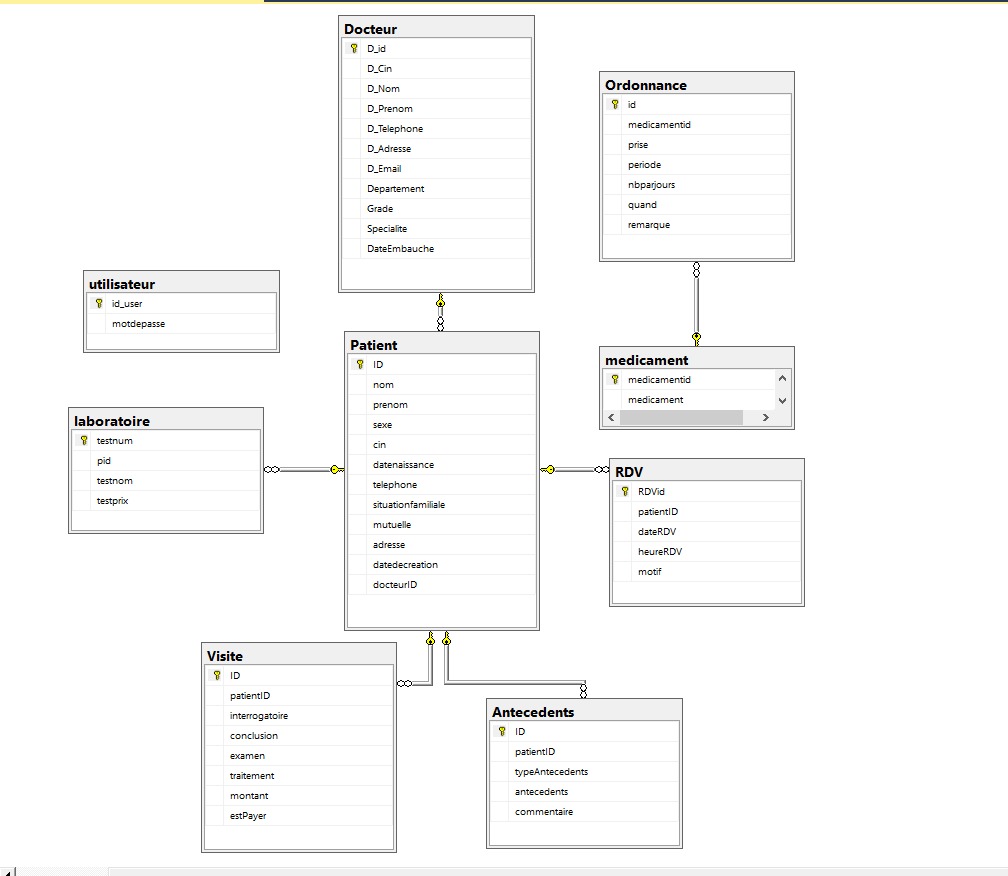 Docteur
D_id
D_Cin
D_Nom
D_Prenom
D_Telephone
D_Adresse
D_Email
Departement
Grade
Specialite
DateEmbauche
Ordonnance
id
medicamentid
prise
periode
nbparjours
quand
remarque
utilisateur
id_user
motdepasse
Patient
ID
nom
prenom
sexe
cin
datenaissance
telephone
situationfamiliale
mutuelle
adresse
datedecreation
docteurID
medicament
medicamentid
medicament
laboratoire
testnum
pid
testnom
testprix
RDV
RDVid
patientID
dateRDV
heureRDV
motif
Visite
ID
patientID
interrogatoire
conclusion
examen
traitement
montant
estPayer
Antecedents
ID
patientID
typeAntecedents
antecedents
commentaire